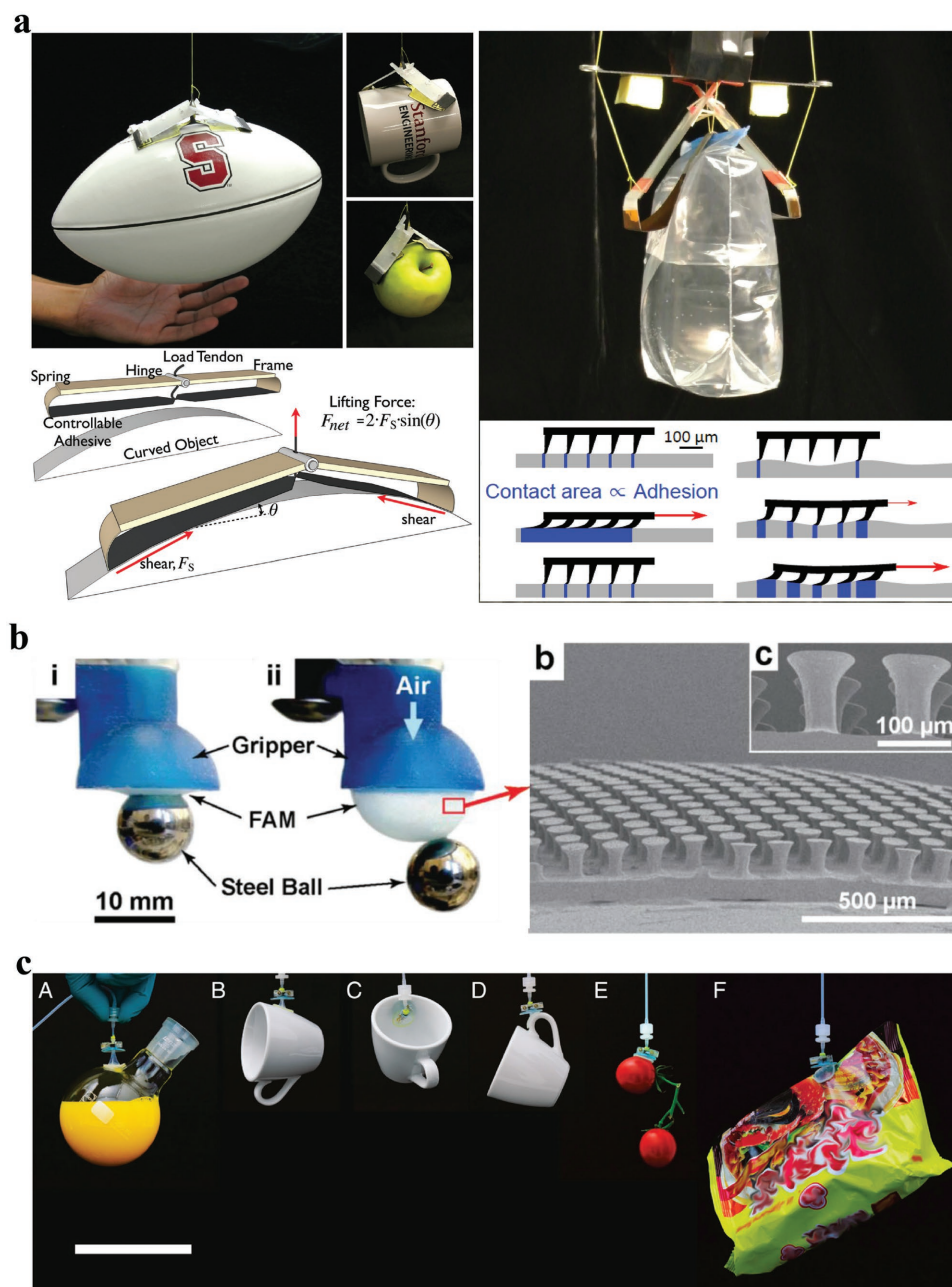 a
S
Stanford
ENGINEERING
Load Tendon
Spring
Hinge
Frame
Controllable
Adhesive
Curved Object
Lifting Force:
F_net = 2·F_S·sin(θ)
θ
shear
shear, F_S
100 µm
Contact area ∝ Adhesion
b
i
ii
Air
Gripper
FAM
Steel Ball
10 mm
b
c
100 µm
500 µm
c
A
B
C
D
E
F